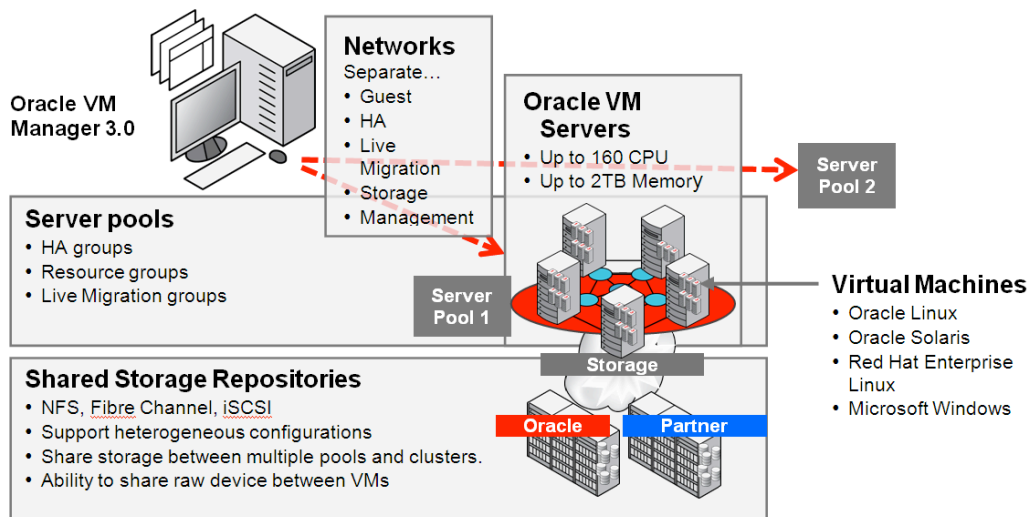 Oracle VM
Manager 3.0
Networks
Separate…
• Guest
• HA
• Live
Migration
• Storage
• Management
Oracle VM
Servers
• Up to 160 CPU
• Up to 2TB Memory
Server
Pool 2
Server pools
• HA groups
• Resource groups
• Live Migration groups
Server
Pool 1
Virtual Machines
• Oracle Linux
• Oracle Solaris
• Red Hat Enterprise
Linux
• Microsoft Windows
Storage
Shared Storage Repositories
• NFS, Fibre Channel, iSCSI
• Support heterogeneous configurations
• Share storage between multiple pools and clusters.
• Ability to share raw device between VMs
Oracle
Partner